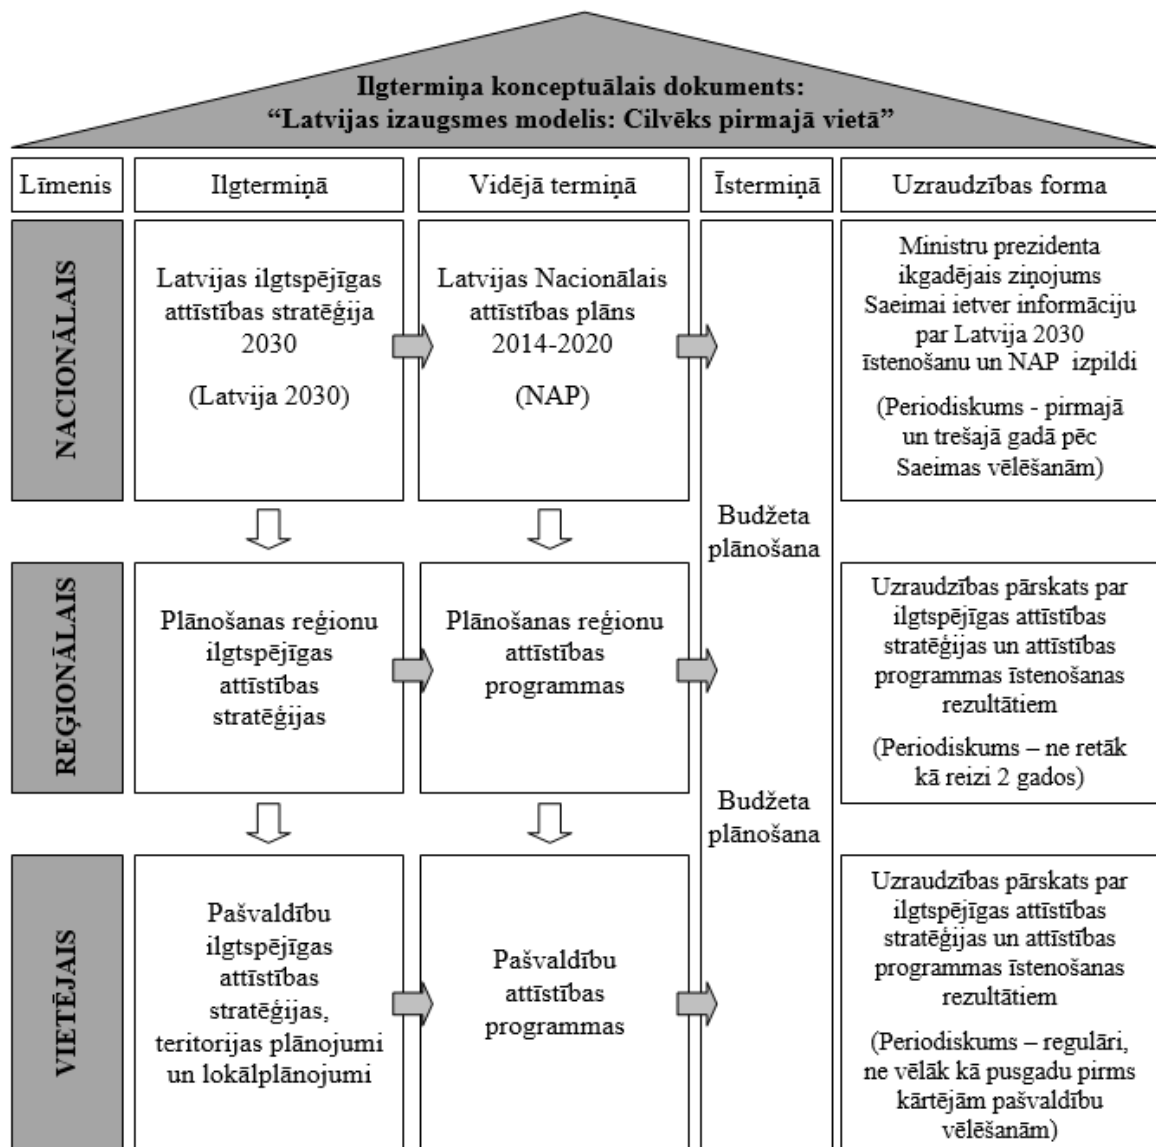 Ilgtermiņa konceptuālais dokuments:
“Latvijas izaugsmes modelis: Cilvēks pirmajā vietā”
Līmenis
Ilgtermiņā
Vidējā termiņā
Īstermiņā
Uzraudzības forma
NACIONĀLAIS
Latvijas ilgtspējīgas
attīstības stratēģija
2030
(Latvija 2030)
Latvijas Nacionālais
attīstības plāns
2014-2020
(NAP)
Ministru prezidenta
ikgadējais ziņojums
Saeimai ietver informāciju
par Latvija 2030
īstenošanu un NAP izpildi
(Periodiskums - pirmajā
un trešajā gadā pēc
Saeimas vēlēšanām)
Budžeta
plānošana
REĢIONĀLAIS
Plānošanas reģionu
ilgtspējīgas
attīstības
stratēģijas
Plānošanas reģionu
attīstības
programmas
Uzraudzības pārskats par
ilgtspējīgas attīstības
stratēģijas un attīstības
programmas īstenošanas
rezultātiem
(Periodiskums – ne retāk
kā reizi 2 gados)
Budžeta
plānošana
VIETĒJAIS
Pašvaldību
ilgtspējīgas
attīstības
stratēģijas,
teritorijas plānojumi
un lokālplānojumi
Pašvaldību
attīstības
programmas
Uzraudzības pārskats par
ilgtspējīgas attīstības
stratēģijas un attīstības
programmas īstenošanas
rezultātiem
(Periodiskums – regulāri,
ne vēlāk kā pusgadu pirms
kārtējām pašvaldību
vēlēšanām)